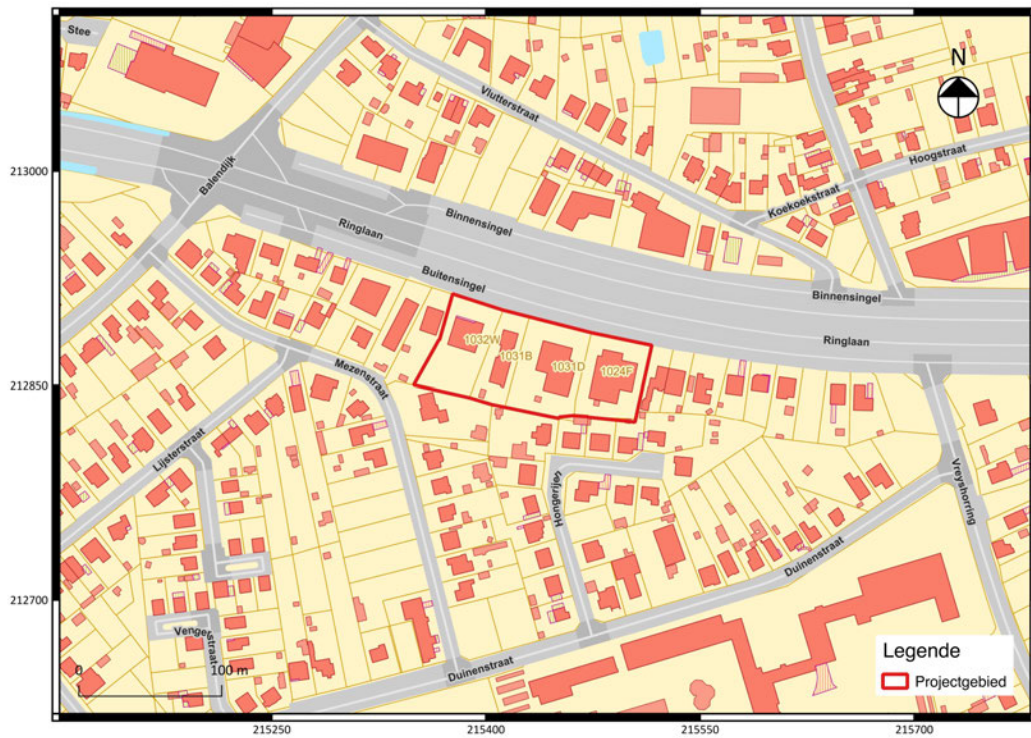 Stee
N
Vlutterstraat
Hoogstraat
213000
Balendijk
Koekoekstraat
Binnensingel
Ringlaan
Buitensingel
Binnensingel
Ringlaan
1032W
1031B
1031D
1024F
212850
Mezenstraat
Lijsterstraat
Hongerijen
Vreyshorring
Duinenstraat
212700
Vengerstraat
Duinenstraat
0
100 m
Legende
Projectgebied
215250
215400
215550
215700